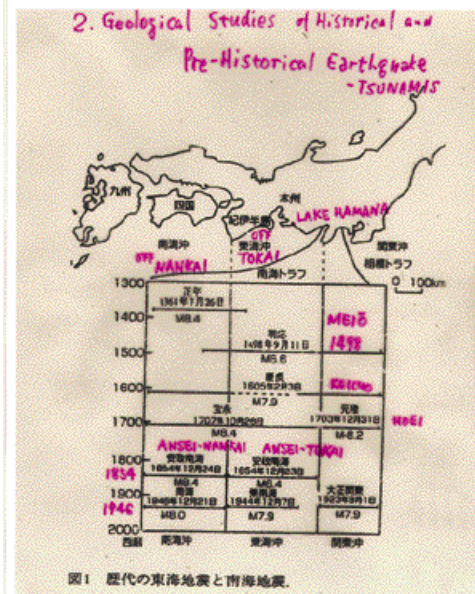 2. Geological Studies of Historical and
Pre-Historical Earthquake
-TSUNAMIS
九州
四国
本州
紀伊半島
LAKE HAMANA
南海沖
OFF
東海沖
関東沖
OFF NANKAI
TOKAI
南海トラフ
相模トラフ
0 100km
1300
正平
1361年7月26日
M8.4
1400
MEIŌ
明応
1498
1498年9月11日
1500
慶長
1605年2月3日
KEICHO
1600
M7.9
宝永
元禄
1707年10月28日
1703年12月31日
HOEI
1700
M8.4
M8.2
ANSEI-NANKAI
ANSEI-TOKAI
1800
安政南海
安政東海
1854
1854年12月24日
1854年12月23日
M8.4
南海
東南海
大正関東
1900
1946年12月21日
1944年12月7日
1923年9月1日
1946
M8.0
M7.9
M7.9
2000
西暦
南海沖
東海沖
関東沖
図1 歴代の東海地震と南海地震.